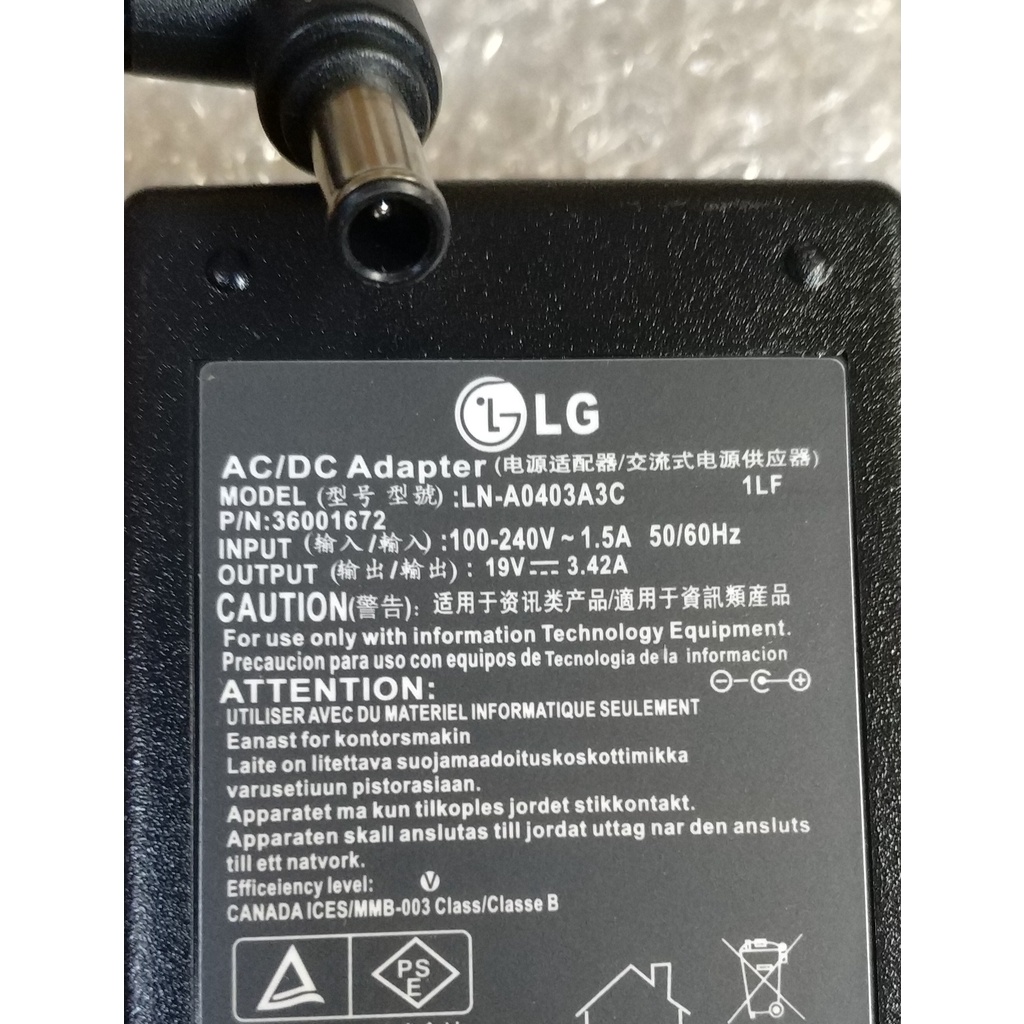 LG
AC/DC Adapter (电源适配器/交流式电源供应器)
MODEL (型号 型號) :LN-A0403A3C 1LF
P/N:36001672
INPUT (输入/輸入) :100-240V ~ 1.5A 50/60Hz
OUTPUT (输出/輸出) : 19V⎓ 3.42A
CAUTION(警告): 适用于资讯类产品/適用于資訊類産品
For use only with information Technology Equipment.
Precaucion para uso con equipos de Tecnologia de la informacion
ATTENTION:
UTILISER AVEC DU MATERIEL INFORMATIQUE SEULEMENT
Eanast for kontorsmakin
Laite on litettava suojamaadoituskoskottimikka
varusetiuun pistorasiaan.
Apparatet ma kun tilkoples jordet stikkontakt.
Apparaten skall anslutas till jordat uttag nar den ansluts
till ett natvork.
Efficeiency level: V
CANADA ICES/MMB-003 Class/Classe B
PS
E